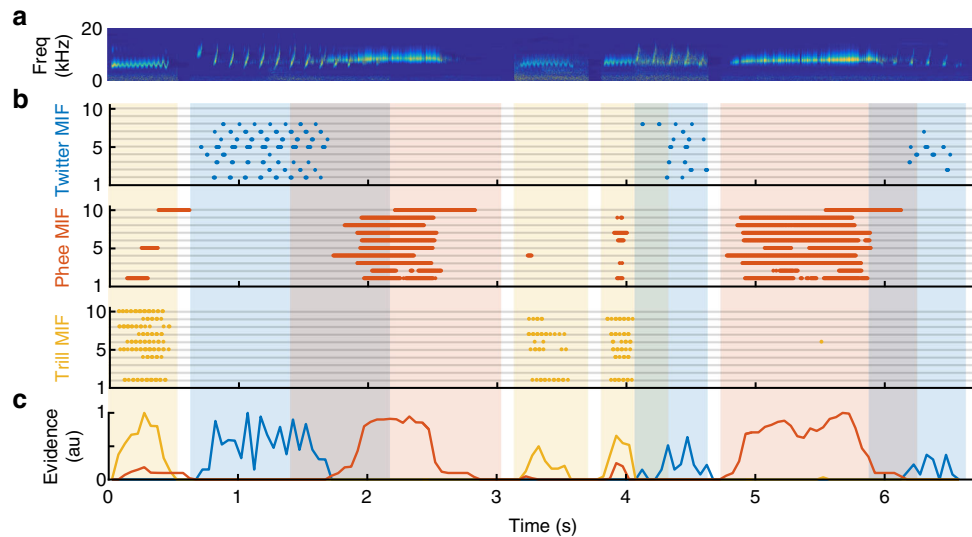 a
20
Freq
(kHz)
0
b
Twitter MIF
10
5
1
Phee MIF
10
5
1
Trill MIF
10
5
1
c
Evidence
(au)
1
0
0 1 2 3 4 5 6
Time (s)